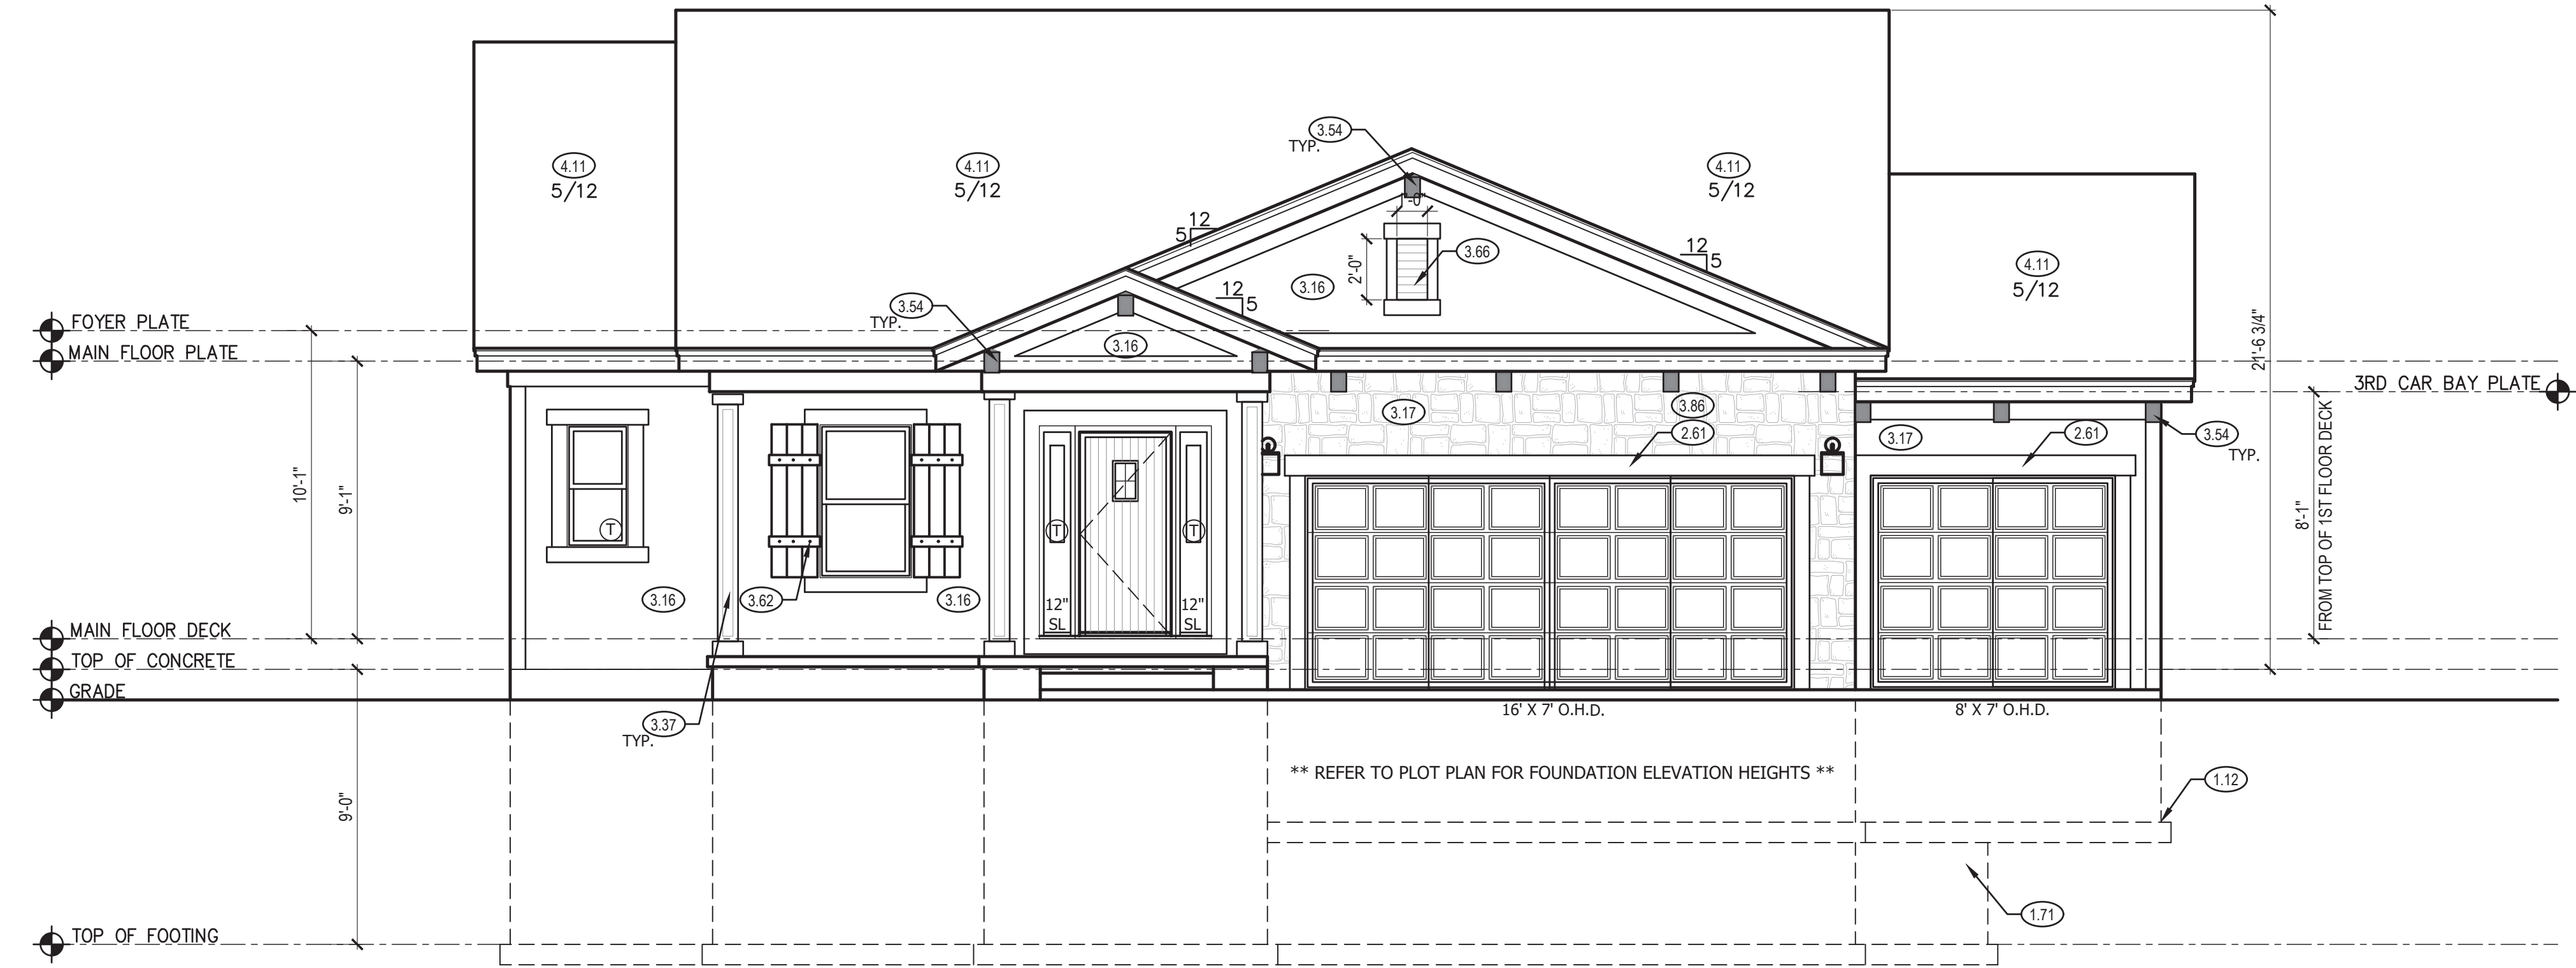 3.54
TYP.
4.11
5/12
4.11
5/12
4.11
5/12
12
5
12
5
3.66
2'-0"
3.16
4.11
5/12
12
5
3.54
TYP.
FOYER PLATE
MAIN FLOOR PLATE
3.16
21'-6 3/4"
3RD CAR BAY PLATE
3.17
3.86
2.61
3.17
2.61
3.54
TYP.
10'-1"
9'-1"
8'-1"
FROM TOP OF 1ST FLOOR DECK
T
T
T
3.16
3.62
3.16
12"
SL
12"
SL
MAIN FLOOR DECK
TOP OF CONCRETE
GRADE
16' X 7' O.H.D.
8' X 7' O.H.D.
3.37
TYP.
** REFER TO PLOT PLAN FOR FOUNDATION ELEVATION HEIGHTS **
1.12
9'-0"
1.71
TOP OF FOOTING